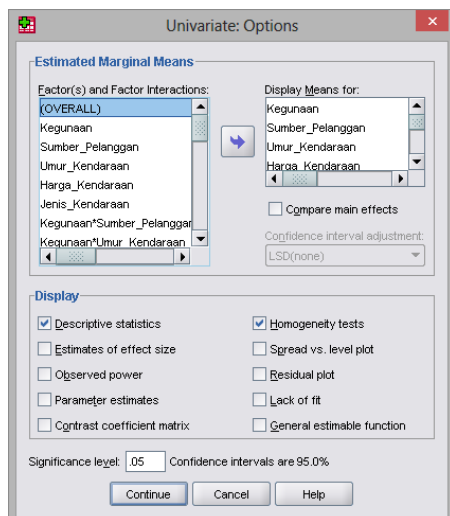 Univariate: Options
Estimated Marginal Means
Factor(s) and Factor Interactions:
(OVERALL)
Kegunaan
Sumber_Pelanggan
Umur_Kendaraan
Harga_Kendaraan
Jenis_Kendaraan
Kegunaan*Sumber_Pelanggan
Kegunaan*Umur_Kendaraan
Display Means for:
Kegunaan
Sumber_Pelanggan
Umur_Kendaraan
Harga_Kendaraan
Compare main effects
Confidence interval adjustment:
LSD(none)
Display
Descriptive statistics
Homogeneity tests
Estimates of effect size
Spread vs. level plot
Observed power
Residual plot
Parameter estimates
Lack of fit
Contrast coefficient matrix
General estimable function
Significance level: .05 Confidence intervals are 95.0%
Continue Cancel Help